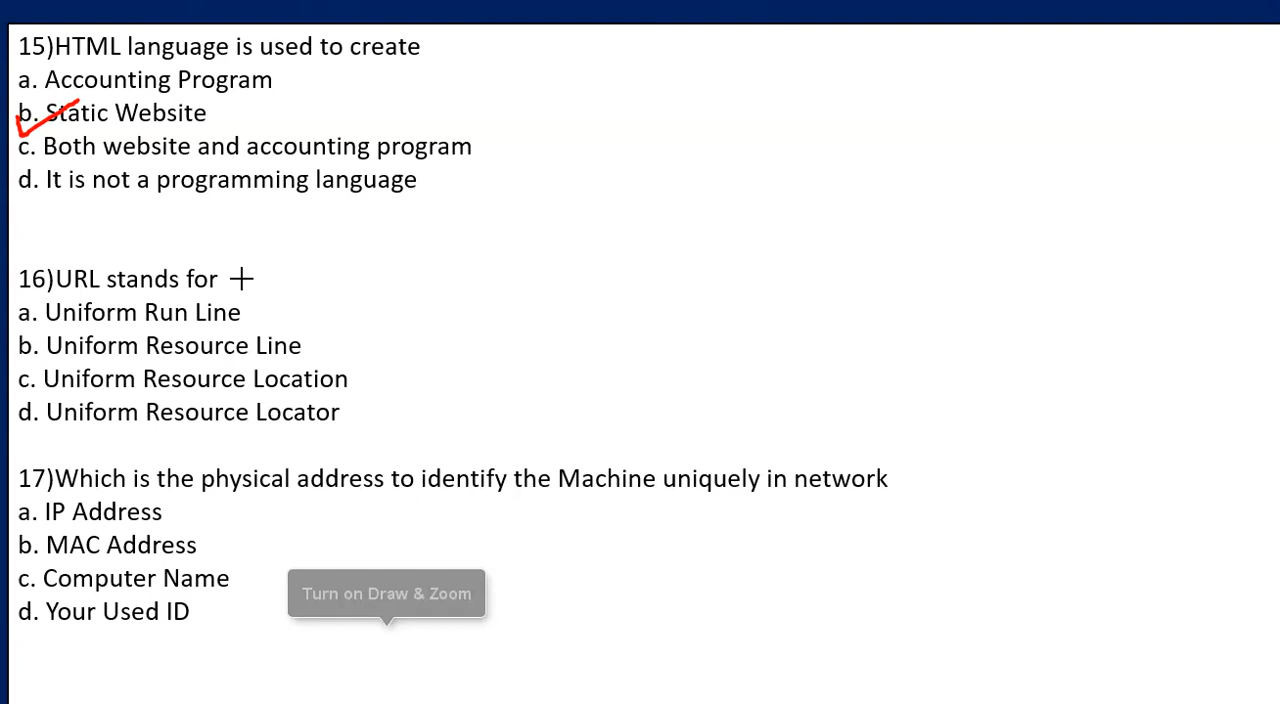 15)HTML language is used to create
a. Accounting Program
b. Static Website
c. Both website and accounting program
d. It is not a programming language
16)URL stands for
a. Uniform Run Line
b. Uniform Resource Line
c. Uniform Resource Location
d. Uniform Resource Locator
17)Which is the physical address to identify the Machine uniquely in network
a. IP Address
b. MAC Address
c. Computer Name
d. Your Used ID
Turn on Draw & Zoom